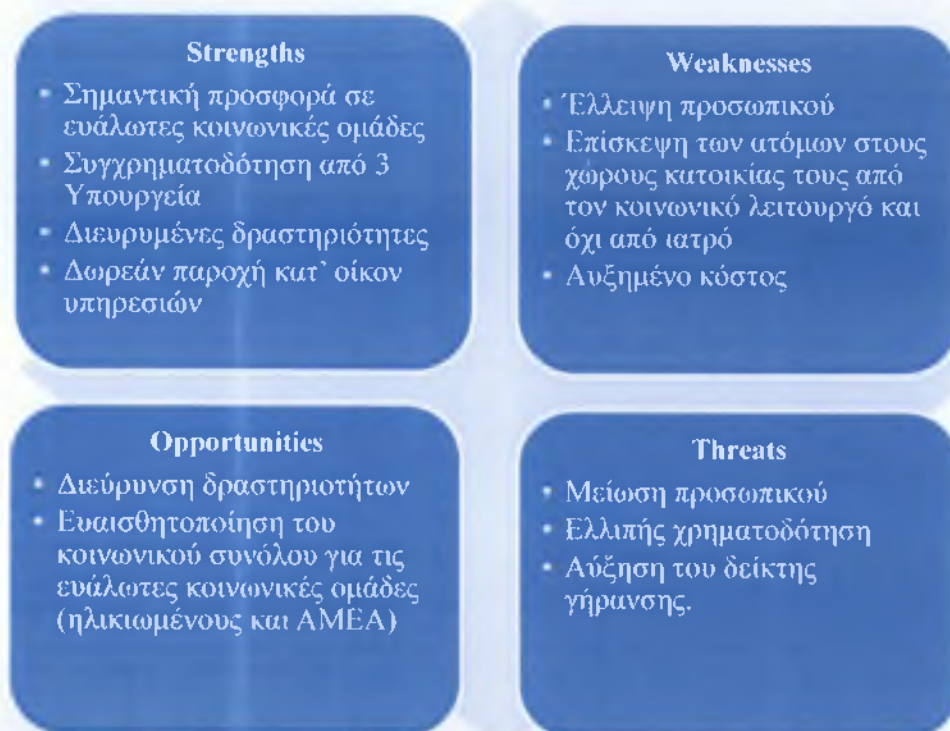 Strengths
• Σημαντική προσφορά σε
ευάλωτες κοινωνικές ομάδες
• Συγχρηματοδότηση από 3
Υπουργεία
• Διευρυμένες δραστηριότητες
• Δωρεάν παροχή κατ` οίκον
υπηρεσιών
Weaknesses
• Έλλειψη προσωπικού
• Επίσκεψη των ατόμων στους
χώρους κατοικίας τους από
τον κοινωνικό λειτουργό και
όχι από ιατρό
• Αυξημένο κόστος
Opportunities
• Διεύρυνση δραστηριοτήτων
• Ευαισθητοποίηση του
κοινωνικού συνόλου για τις
ευάλωτες κοινωνικές ομάδες
(ηλικιωμένους και ΑΜΕΑ)
Threats
• Μείωση προσωπικού
• Ελλιπής χρηματοδότηση
• Αύξηση του δείκτης
γήρανσης.